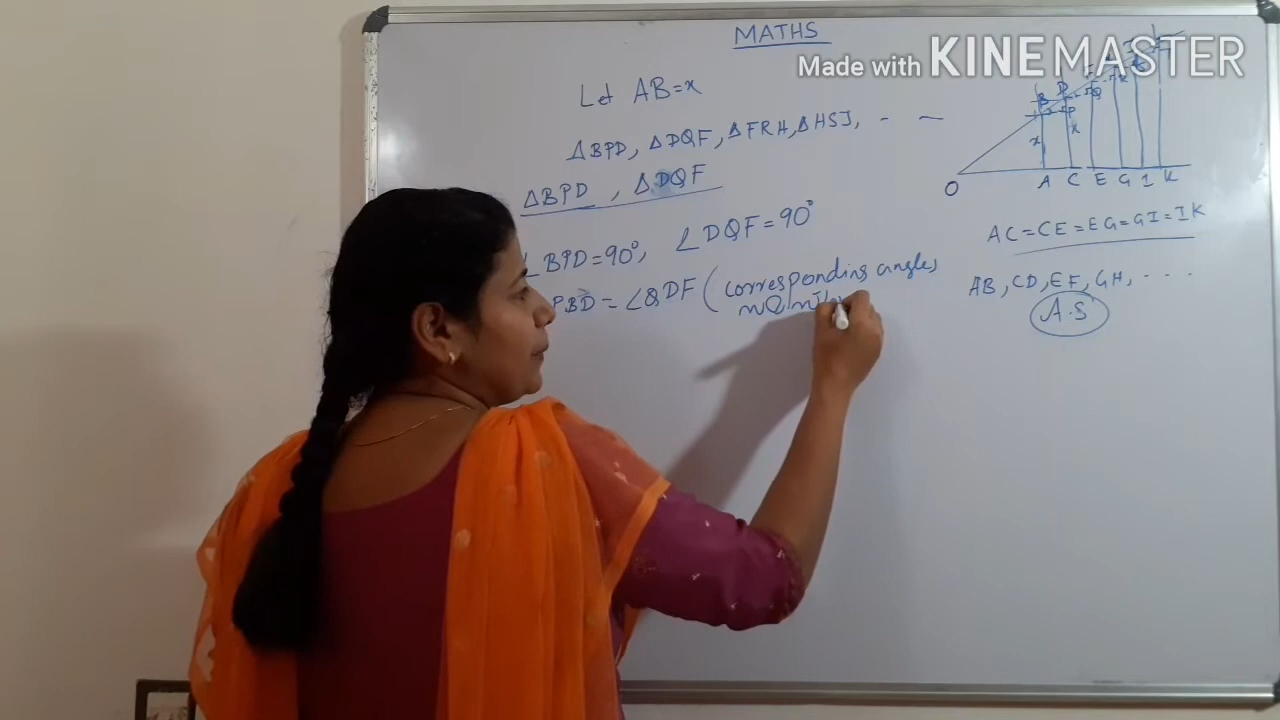 MATHS
Made with KINEMASTER
Let AB=x
ΔBPD, ΔDQF, ΔFRH, ΔHSJ, - -
ΔBPD , ΔDQF
∠BPD=90°, ∠DQF=90°
PBD = ∠QDF ( corresponding angles
B D
P Q R
x x
O A C E G I K
AC=CE=EG=GI=IK
AB, CD, EF, GH, - - - -
A.S